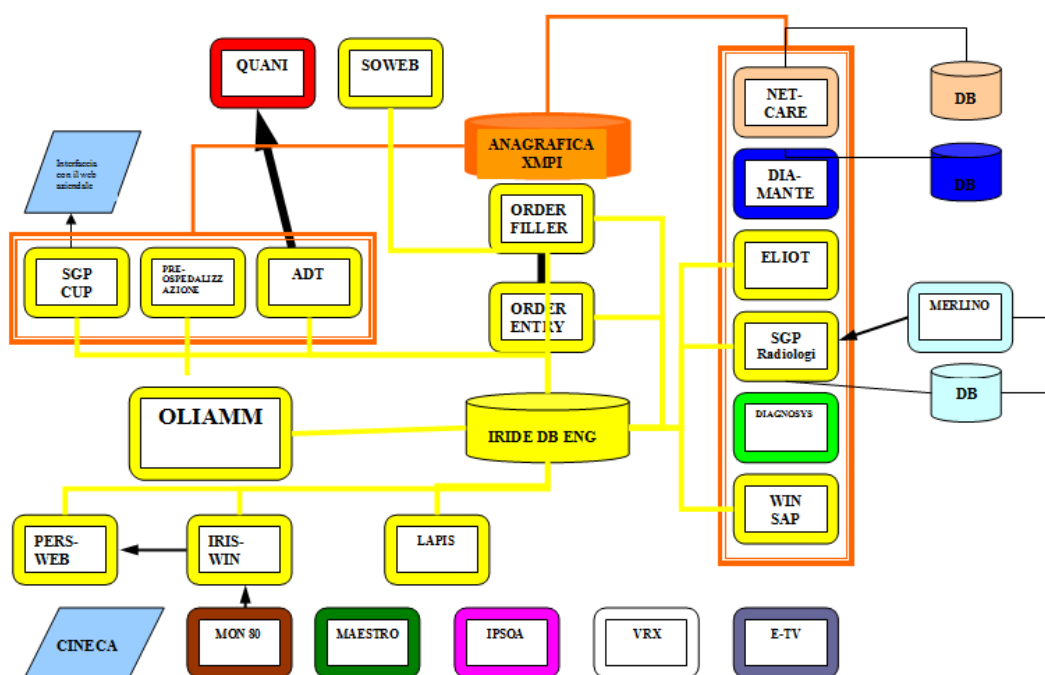 QUANI
SOWEB
NET-
CARE
DB
ANAGRAFICA
XMPI
Interfaccia
con il web
aziendale
DIA-
MANTE
DB
ORDER
FILLER
SGP
CUP
PRE-
OSPEDALIZZ
AZIONE
ADT
ELIOT
ORDER
ENTRY
SGP
Radiologi
MERLINO
DB
OLIAMM
IRIDE DB ENG
DIAGNOSYS
WIN
SAP
PERS-
WEB
IRIS-
WIN
LAPIS
CINECA
MON 80
MAESTRO
IPSOA
VRX
E-TV